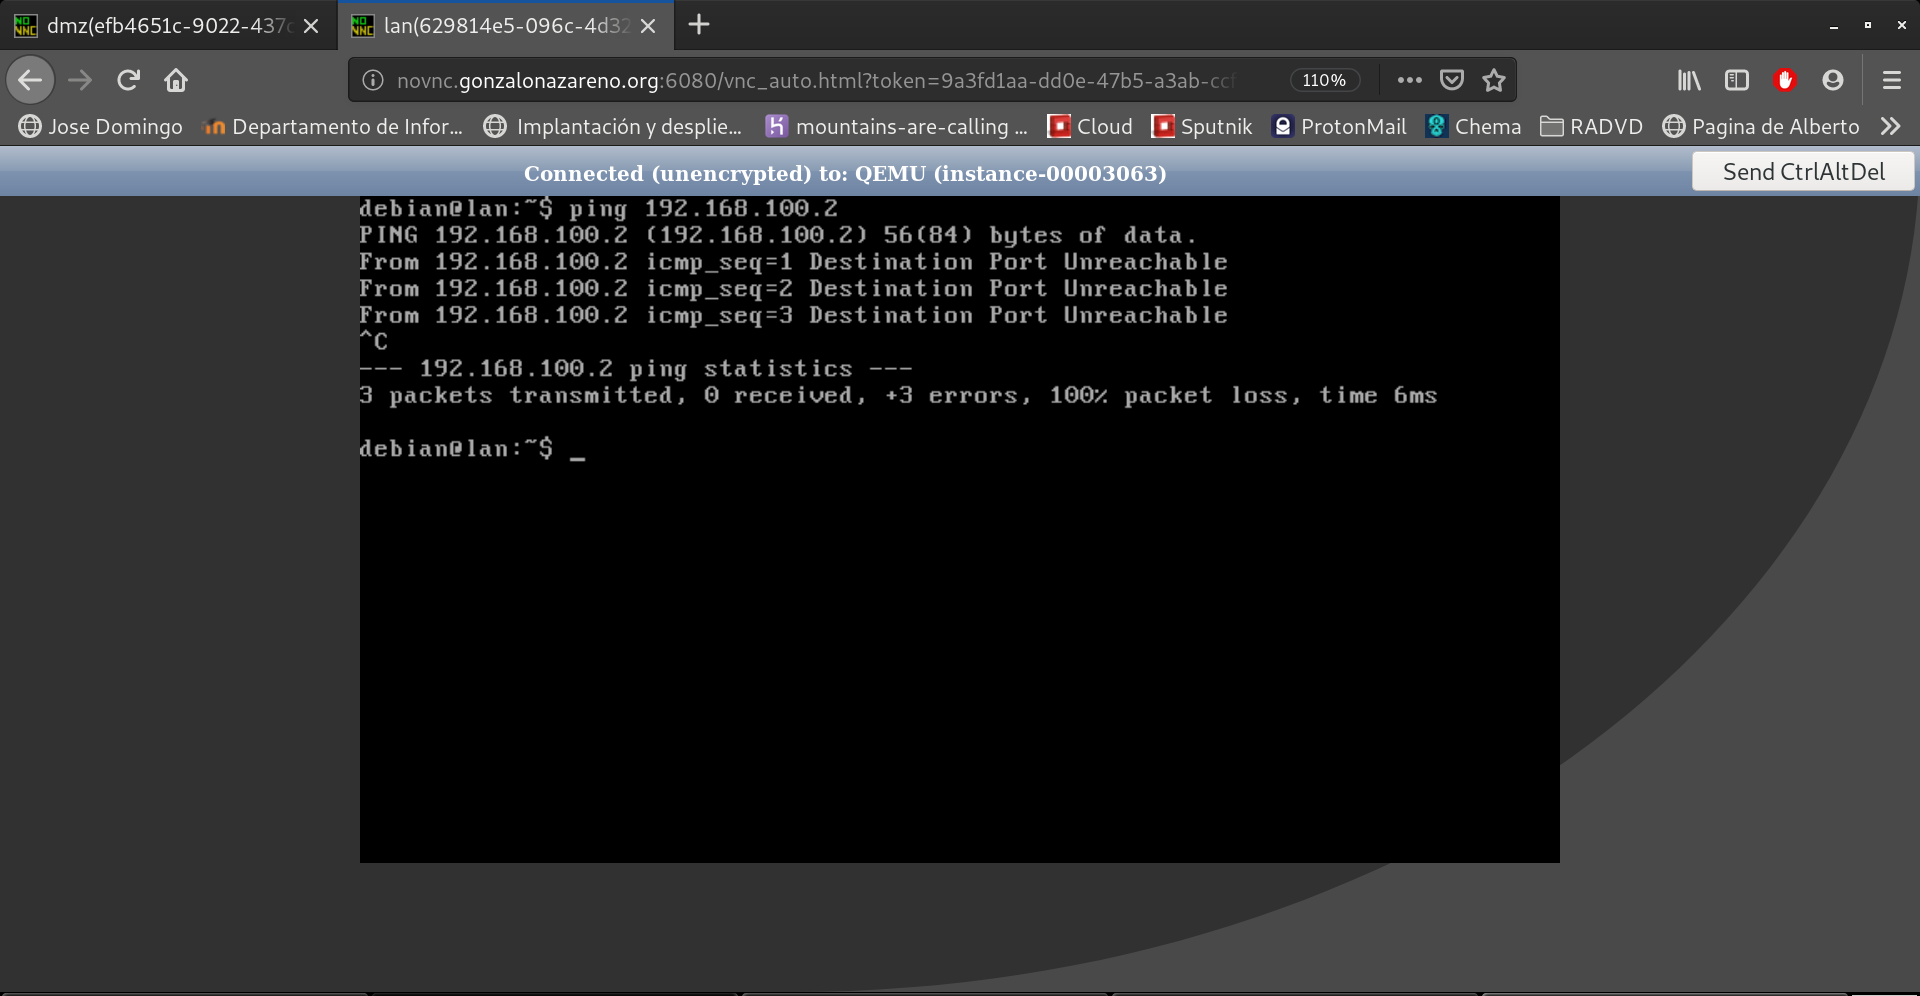 dmz(efb4651c-9022-437c
lan(629814e5-096c-4d32
novnc.gonzalonazareno.org:6080/vnc_auto.html?token=9a3fd1aa-dd0e-47b5-a3ab-ccf
110%
Jose Domingo
Departamento de Infor...
Implantación y desplie...
mountains-are-calling ...
Cloud
Sputnik
ProtonMail
Chema
RADVD
Pagina de Alberto
Connected (unencrypted) to: QEMU (instance-00003063)
Send CtrlAltDel
debian@lan:~$ ping 192.168.100.2
PING 192.168.100.2 (192.168.100.2) 56(84) bytes of data.
From 192.168.100.2 icmp_seq=1 Destination Port Unreachable
From 192.168.100.2 icmp_seq=2 Destination Port Unreachable
From 192.168.100.2 icmp_seq=3 Destination Port Unreachable
^C
--- 192.168.100.2 ping statistics ---
3 packets transmitted, 0 received, +3 errors, 100% packet loss, time 6ms
debian@lan:~$ _